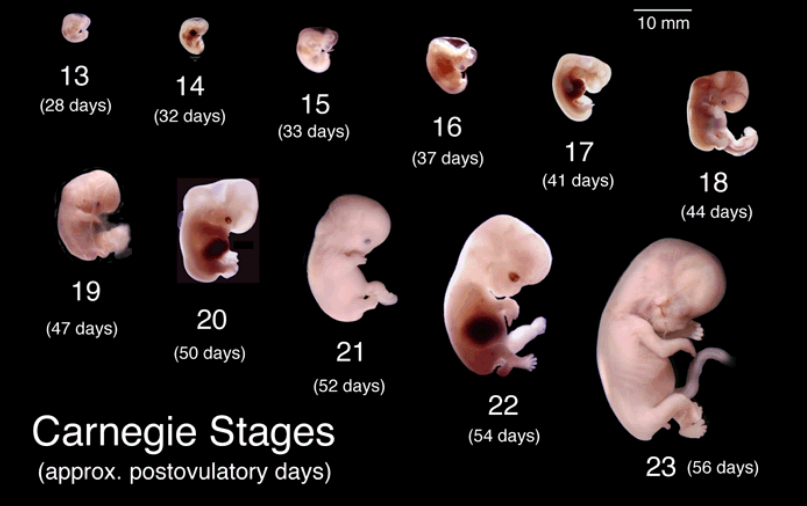 10 mm
13
(28 days)
14
(32 days)
15
(33 days)
16
(37 days)
17
(41 days)
18
(44 days)
19
(47 days)
20
(50 days)
21
(52 days)
22
(54 days)
23 (56 days)
Carnegie Stages
(approx. postovulatory days)